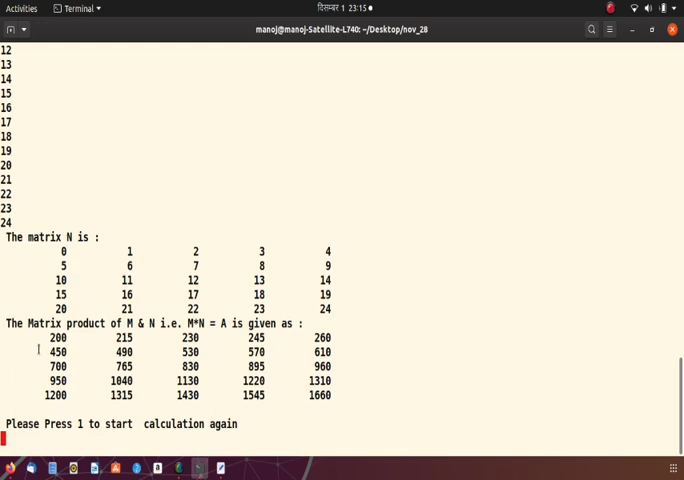 Activities Terminal दिसम्बर 1 23:15
manoj@manoj-Satellite-L740: ~/Desktop/nov_28
12
13
14
15
16
17
18
19
20
21
22
23
24
The matrix N is :
0 1 2 3 4
5 6 7 8 9
10 11 12 13 14
15 16 17 18 19
20 21 22 23 24
The Matrix product of M & N i.e. M*N = A is given as :
200 215 230 245 260
450 490 530 570 610
700 765 830 895 960
950 1040 1130 1220 1310
1200 1315 1430 1545 1660
Please Press 1 to start calculation again